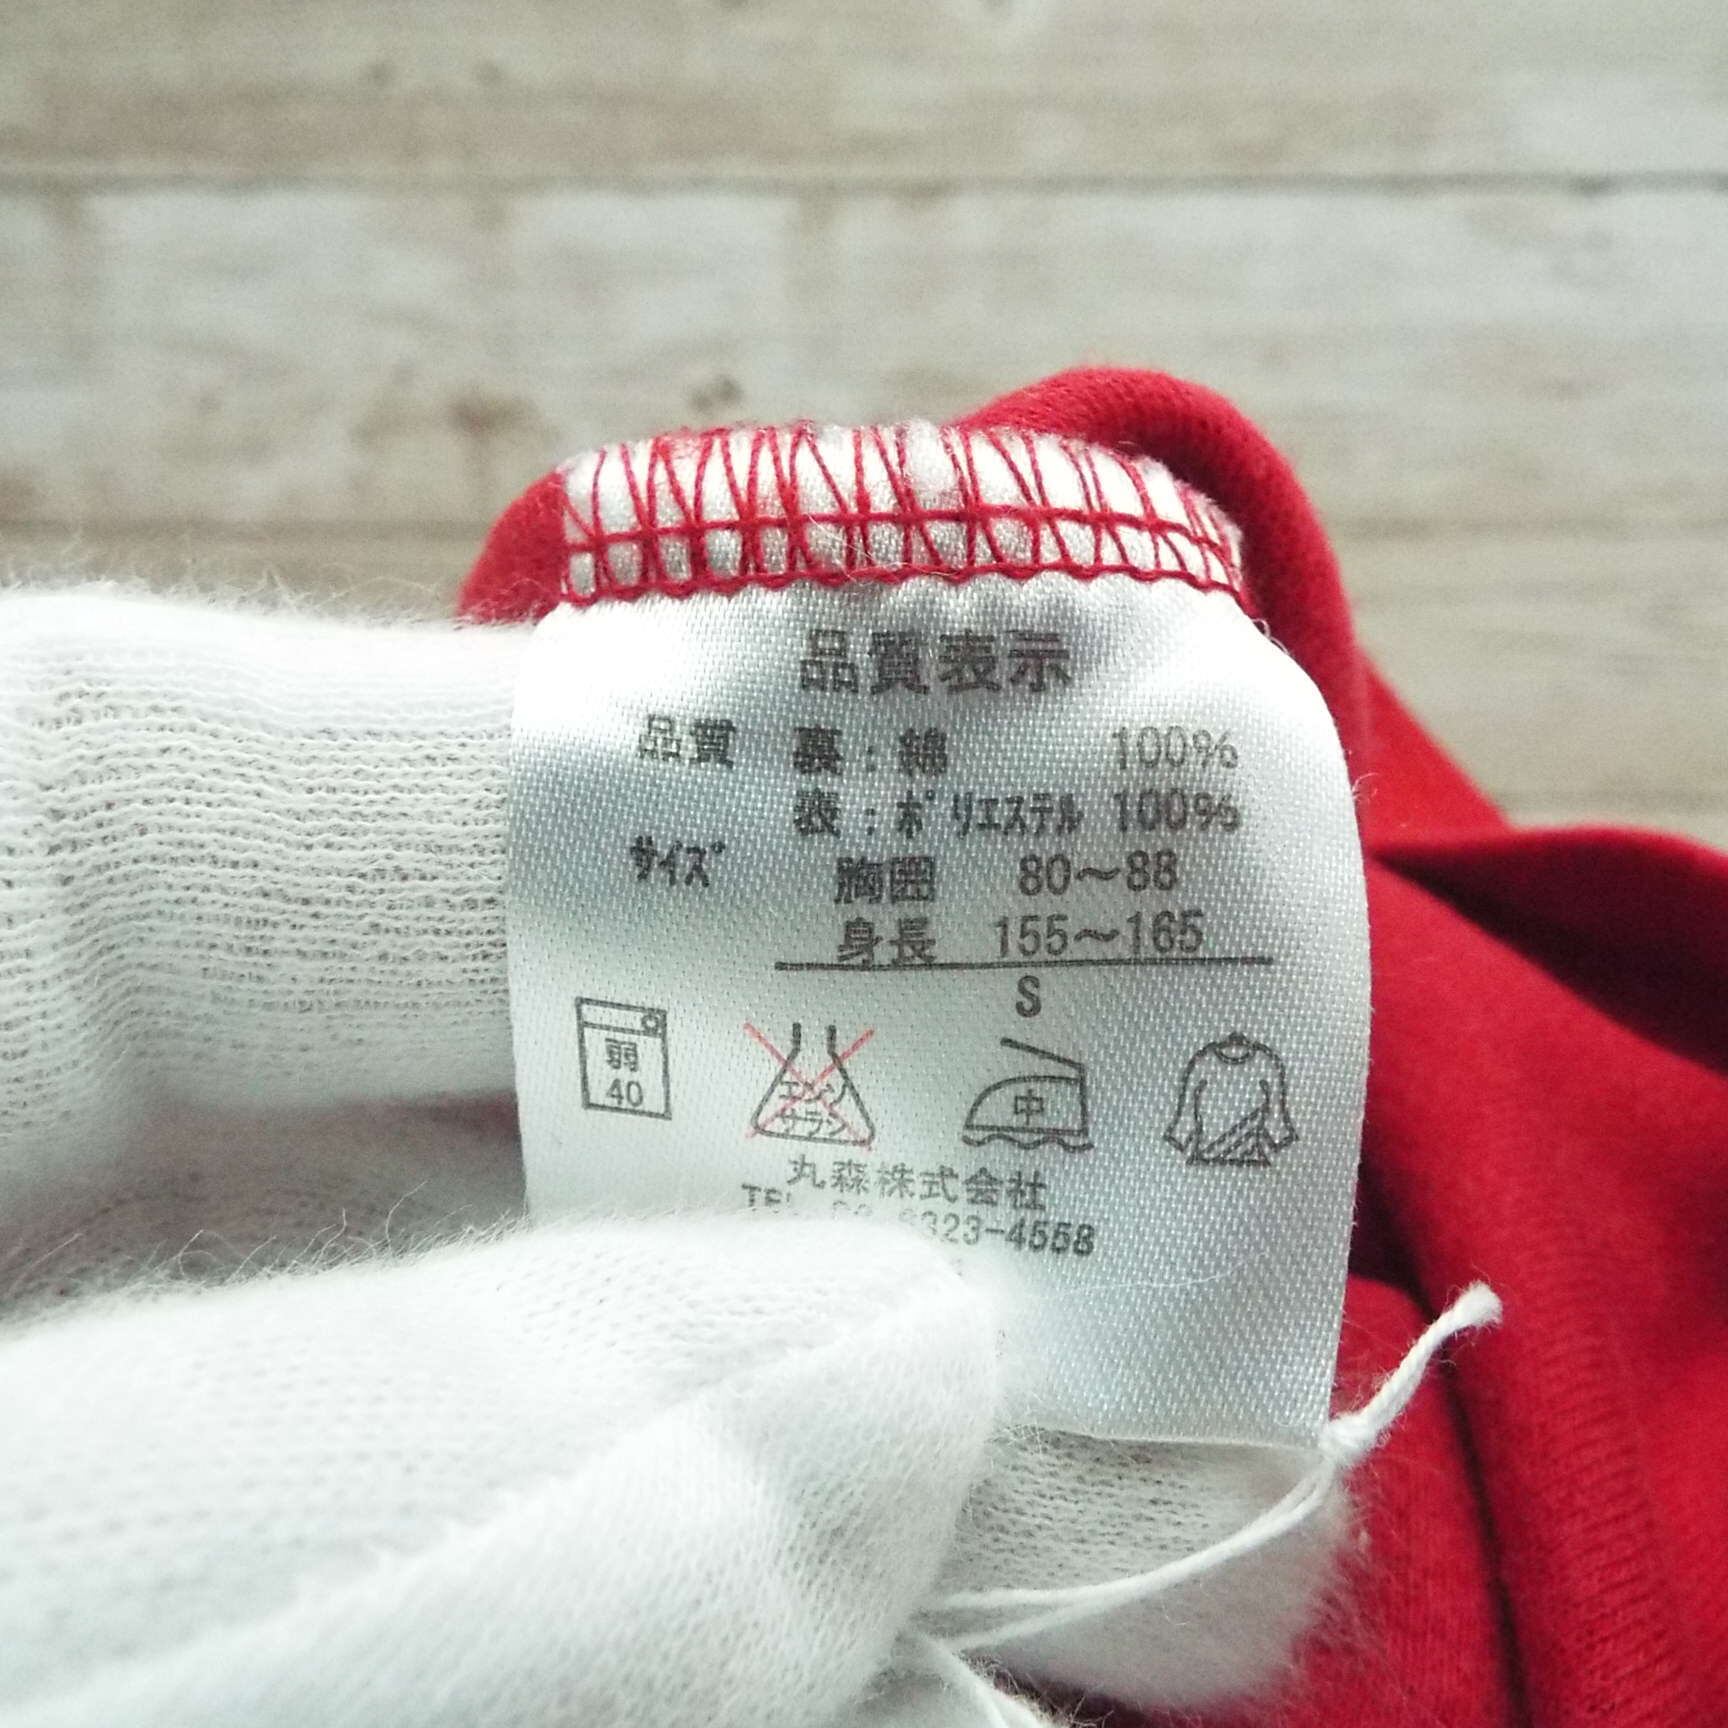 品質表示
品質 裏:綿 100%
表:ポリエステル 100%
サイズ 胸囲 80～88
身長 155～165
S
弱
40
エンソ
サラシ
中
丸森株式会社
323-4558